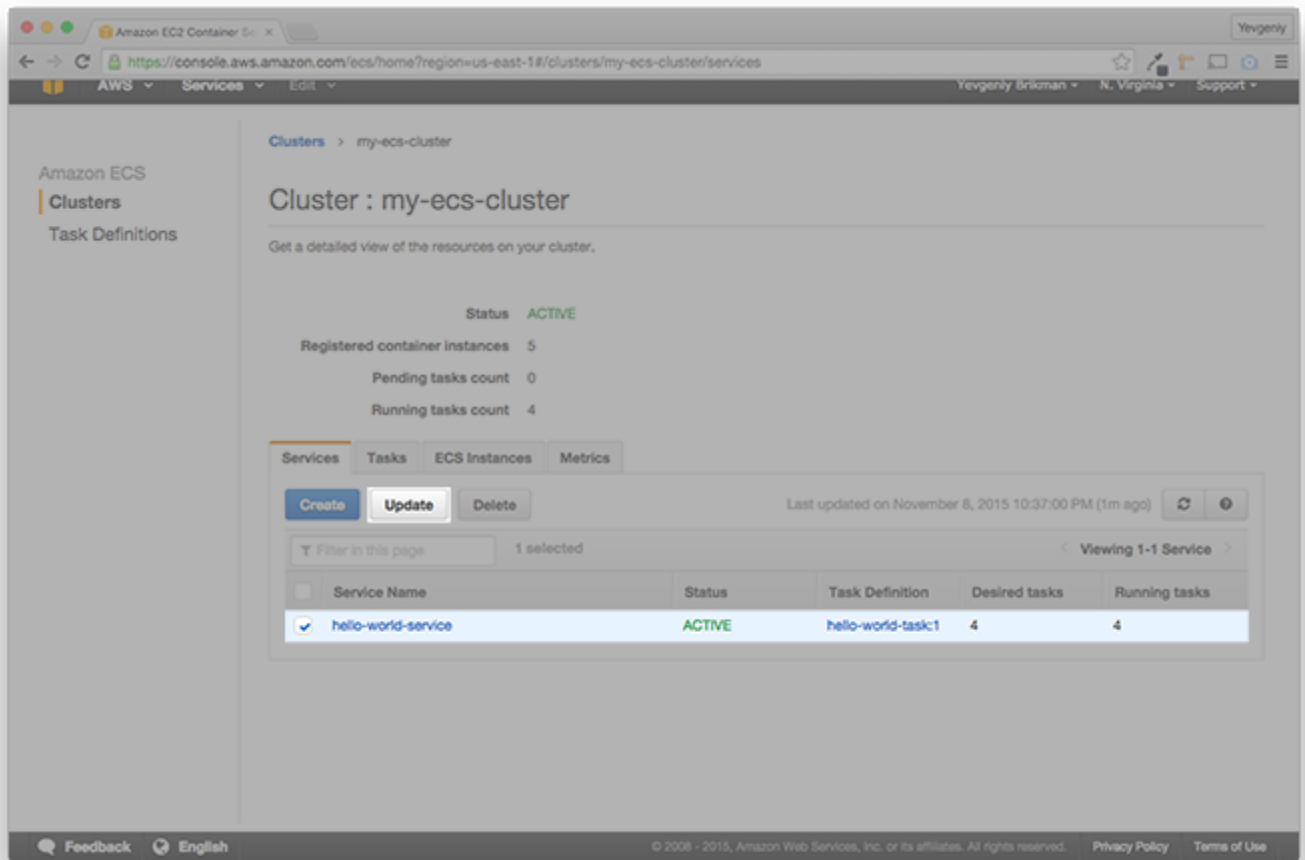 Amazon EC2 Container Se
Yevgeniy
https://console.aws.amazon.com/ecs/home?region=us-east-1#/clusters/my-ecs-cluster/services
AWS Services Edit Yevgeniy Brikman N. Virginia Support
Clusters > my-ecs-cluster
Amazon ECS
Clusters
Task Definitions
Cluster : my-ecs-cluster
Get a detailed view of the resources on your cluster.
Status ACTIVE
Registered container instances 5
Pending tasks count 0
Running tasks count 4
Services Tasks ECS Instances Metrics
Create Update Delete Last updated on November 8, 2015 10:37:00 PM (1m ago)
Filter in this page 1 selected Viewing 1-1 Service
Service Name Status Task Definition Desired tasks Running tasks
hello-world-service ACTIVE hello-world-task:1 4 4
Feedback English © 2008 - 2015, Amazon Web Services, Inc. or its affiliates. All rights reserved. Privacy Policy Terms of Use